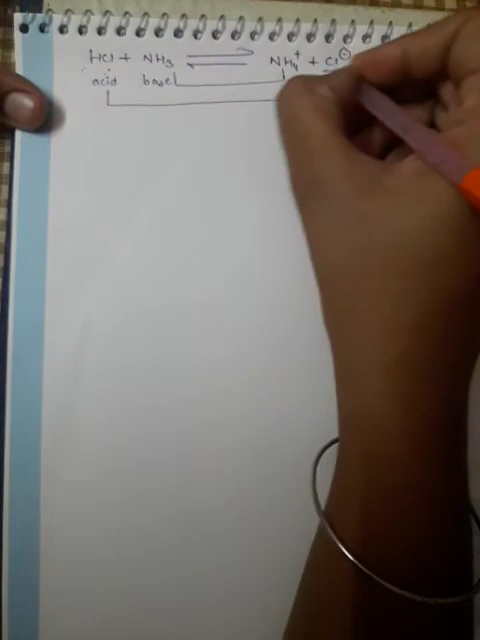 HCl + NH₃ ⇌ NH₄⁺ + Cl⊖
acid base